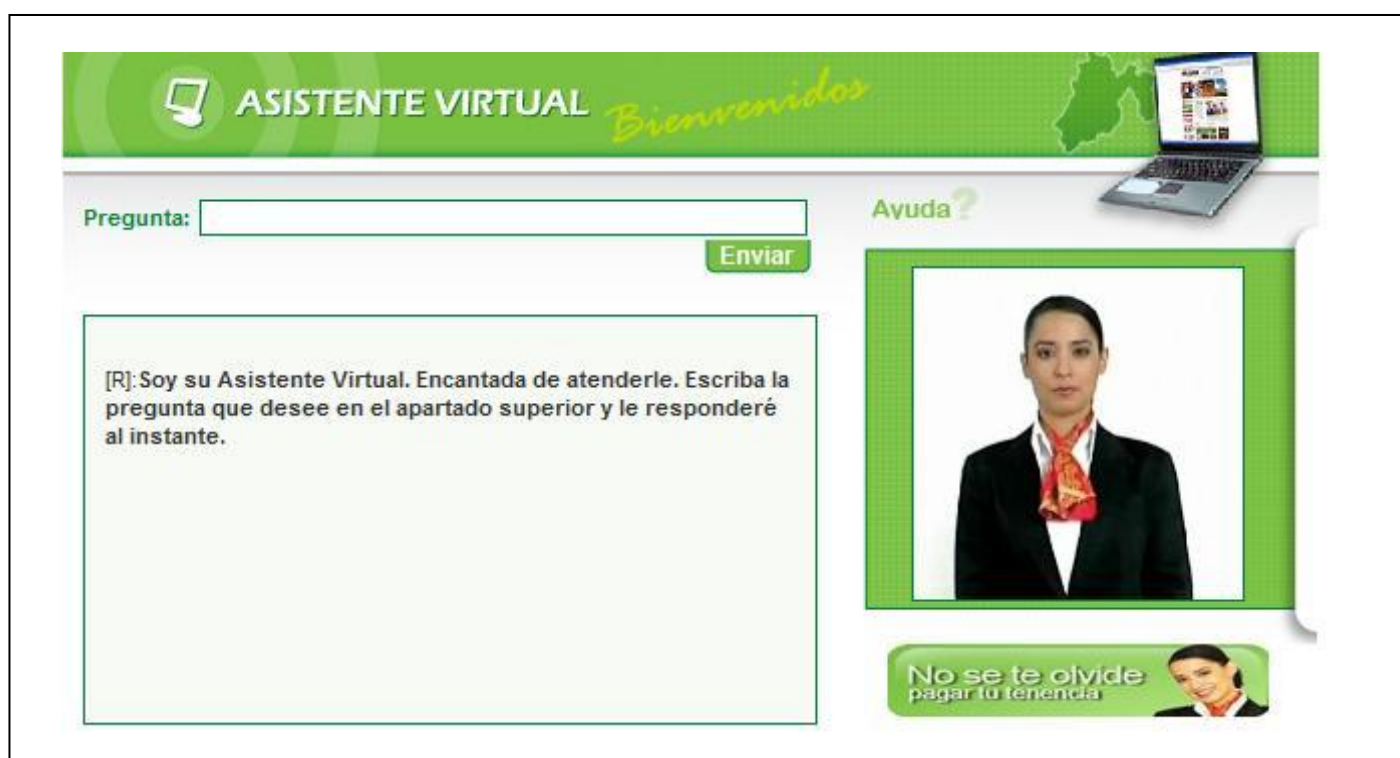 ASISTENTE VIRTUAL Bienvenidos
Pregunta:
Enviar
Ayuda?
[R]:Soy su Asistente Virtual. Encantada de atenderle. Escriba la
pregunta que desee en el apartado superior y le responderé
al instante.
No se te olvide
pagar tu tenencia